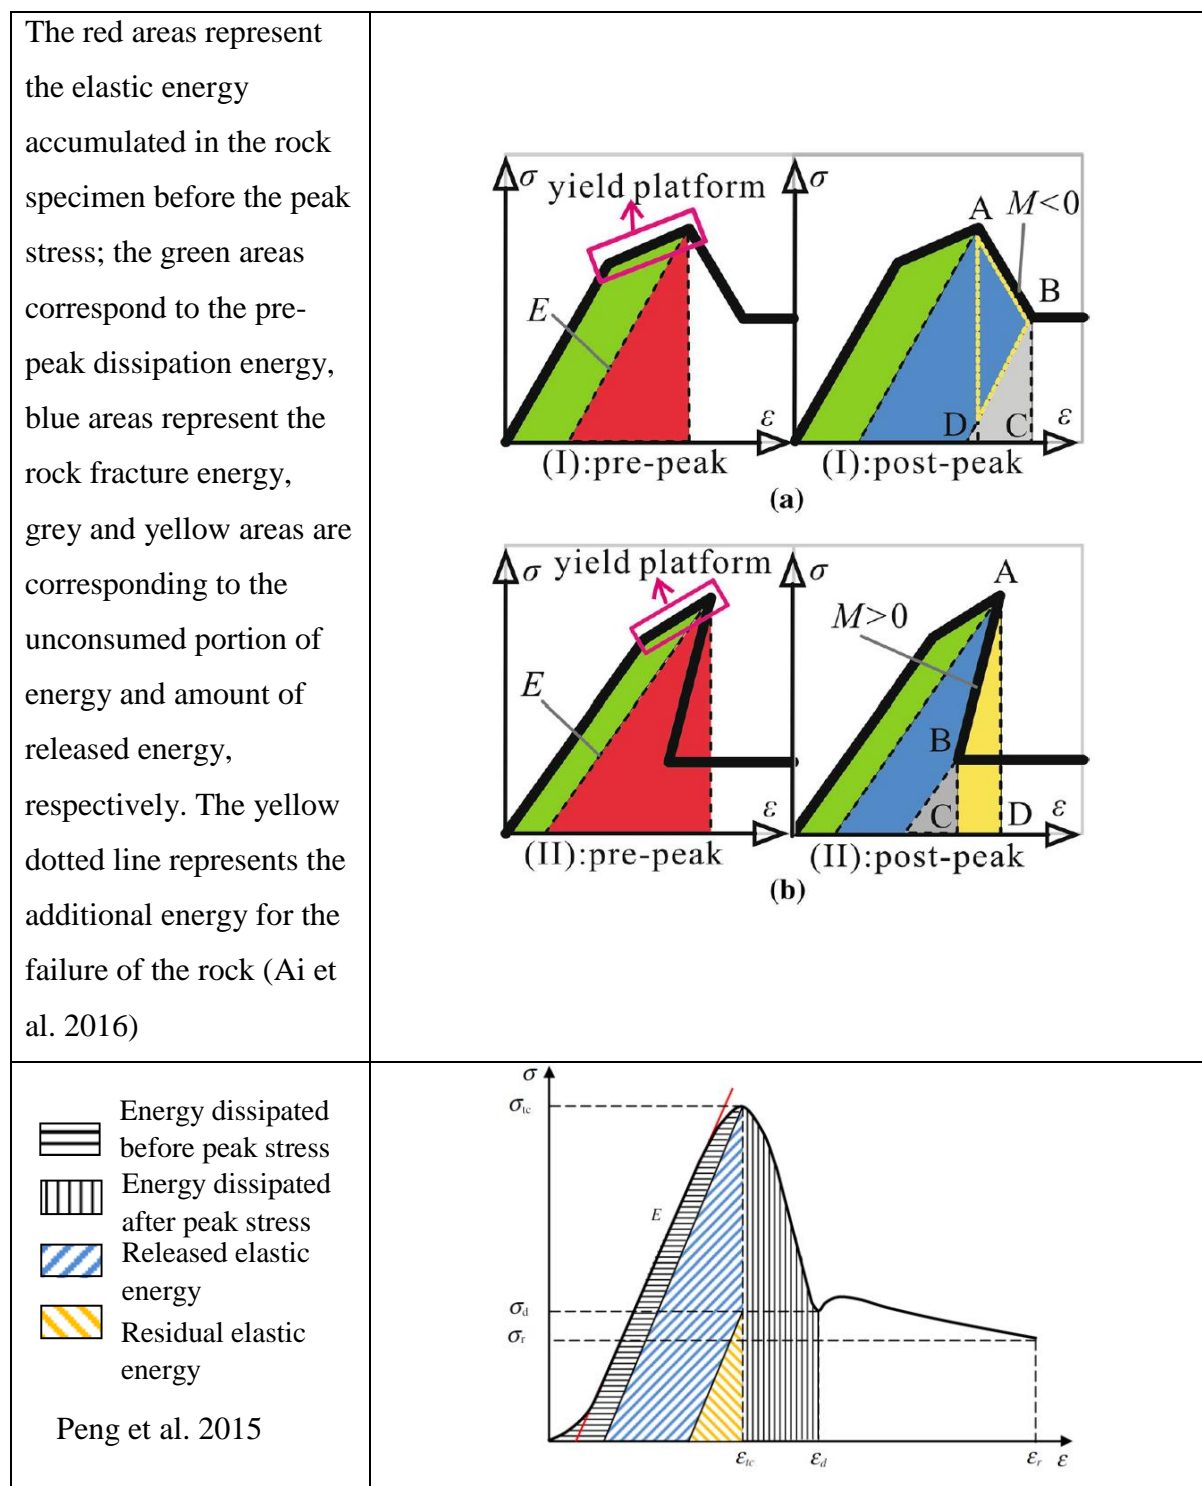 The red areas represent
the elastic energy
accumulated in the rock
specimen before the peak
stress; the green areas
correspond to the pre-
peak dissipation energy,
blue areas represent the
rock fracture energy,
grey and yellow areas are
corresponding to the
unconsumed portion of
energy and amount of
released energy,
respectively. The yellow
dotted line represents the
additional energy for the
failure of the rock (Ai et
al. 2016)
σ yield platform
E
ε
(I):pre-peak
σ
A
M<0
B
D
C
ε
(I):post-peak
(a)
σ yield platform
E
ε
(II):pre-peak
σ
A
M>0
B
C
D
ε
(II):post-peak
(b)
Energy dissipated
before peak stress
Energy dissipated
after peak stress
Released elastic
energy
Residual elastic
energy
Peng et al. 2015
σ
σtc
E
σd
σr
εtc
εd
εr
ε